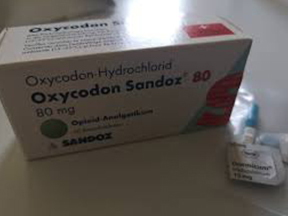 Oxycodon Sandoz
Oxycodon-Hydrochlorid
Oxycodon Sandoz® 80
80 mg
Opioid-Analgetikum
SANDOZ